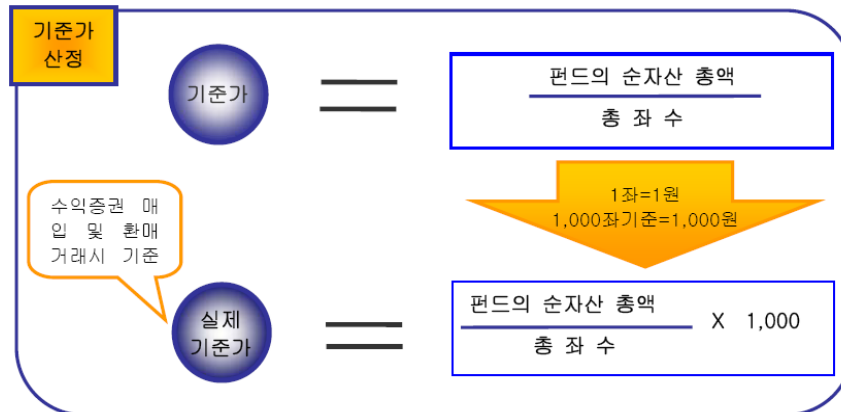 기준가
산정
기준가
펀드의 순자산 총액
총 좌 수
1좌=1원
1,000좌기준=1,000원
수익증권 매
입 및 환매
거래시 기준
실제
기준가
펀드의 순자산 총액
총 좌 수
X 1,000